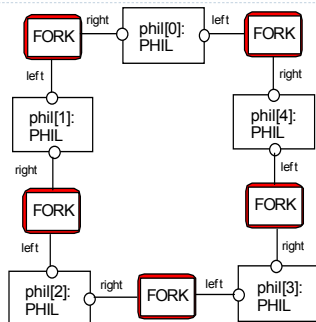 FORK
right
phil[0]:
PHIL
left
FORK
left
right
phil[1]:
PHIL
phil[4]:
PHIL
right
left
FORK
FORK
left
right
phil[2]:
PHIL
right
FORK
left
phil[3]:
PHIL